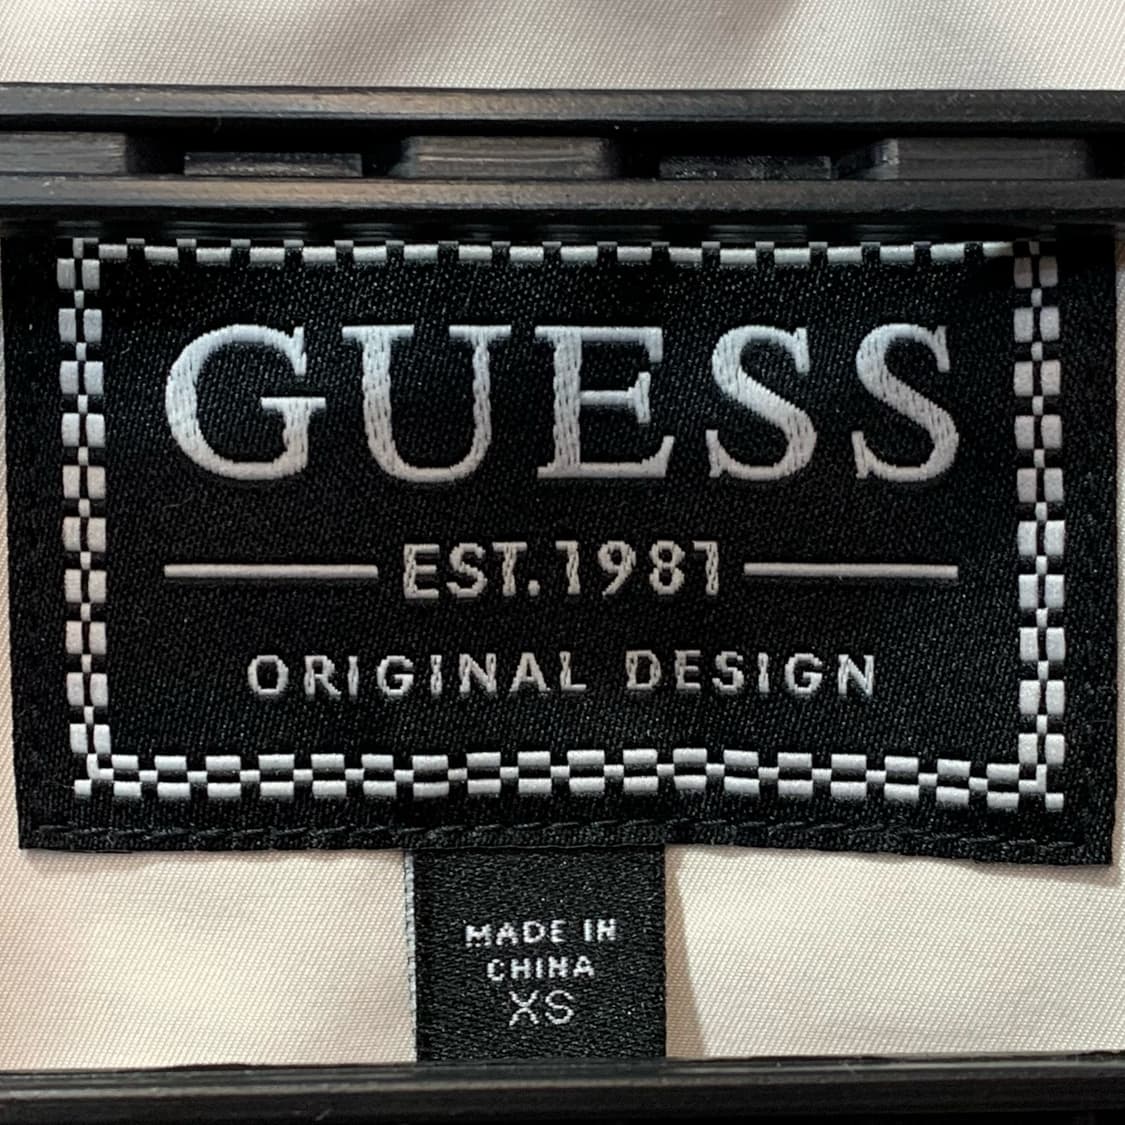 GUESS
EST. 1981
ORIGINAL DESIGN
MADE IN
CHINA
XS